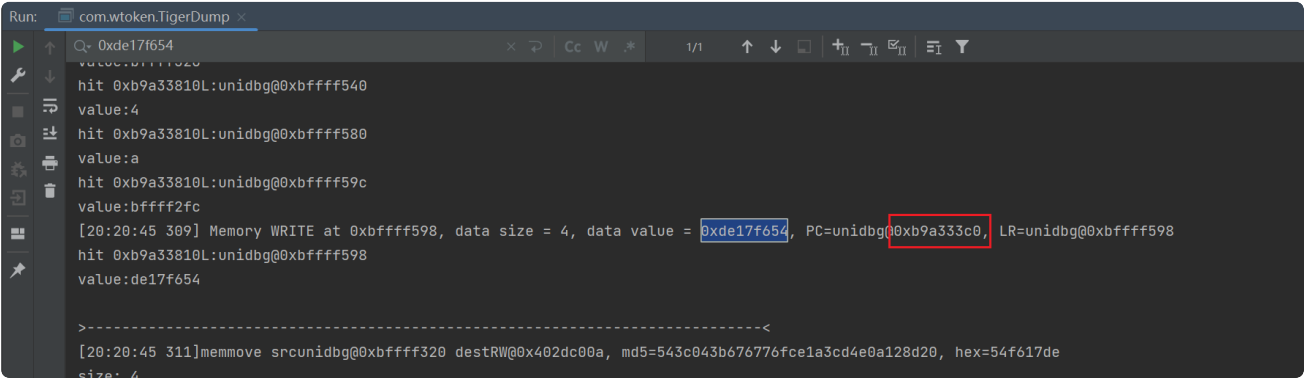 Run: com.wtoken.TigerDump ×
0xde17f654 × Cc W .* 1/1
value:bffff320
hit 0xb9a33810L:unidbg@0xbffff540
value:4
hit 0xb9a33810L:unidbg@0xbffff580
value:a
hit 0xb9a33810L:unidbg@0xbffff59c
value:bffff2fc
[20:20:45 309] Memory WRITE at 0xbffff598, data size = 4, data value = 0xde17f654, PC=unidbg@0xb9a333c0, LR=unidbg@0xbffff598
hit 0xb9a33810L:unidbg@0xbffff598
value:de17f654
>-----------------------------------------------------------------------------<
[20:20:45 311]memmove srcunidbg@0xbffff320 destRW@0x402dc00a, md5=543c043b676776fce1a3cd4e0a128d20, hex=54f617de
size: 4